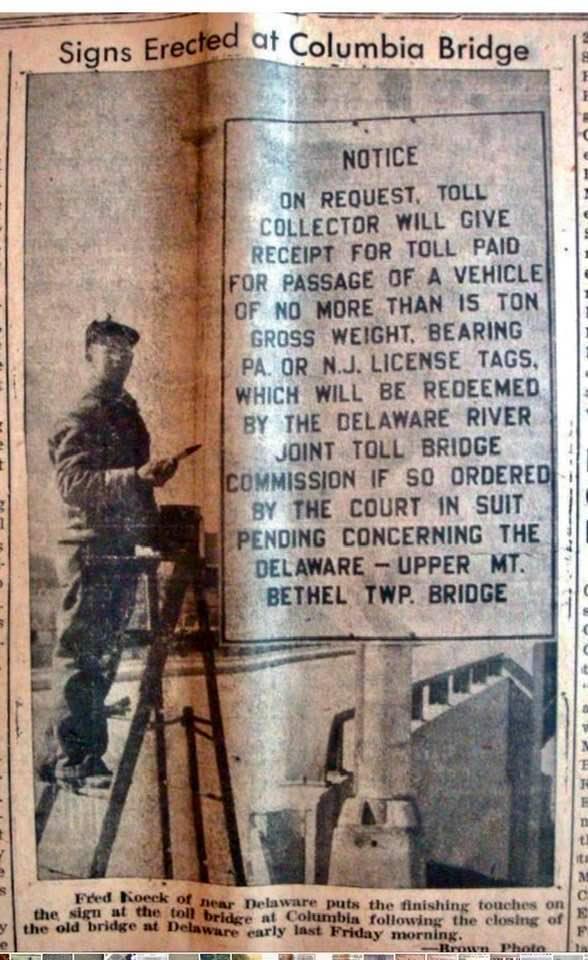 Signs Erected at Columbia Bridge
NOTICE
ON REQUEST, TOLL
COLLECTOR WILL GIVE
RECEIPT FOR TOLL PAID
FOR PASSAGE OF A VEHICLE
OF NO MORE THAN 15 TON
GROSS WEIGHT, BEARING
PA. OR N.J. LICENSE TAGS,
WHICH WILL BE REDEEMED
BY THE DELAWARE RIVER
JOINT TOLL BRIDGE
COMMISSION IF SO ORDERED
BY THE COURT IN SUIT
PENDING CONCERNING THE
DELAWARE — UPPER MT.
BETHEL TWP. BRIDGE
Fred Koeck of near Delaware puts the finishing touches on
the sign at the toll bridge at Columbia following the closing of
the old bridge at Delaware early last Friday morning.
—Brown Photo